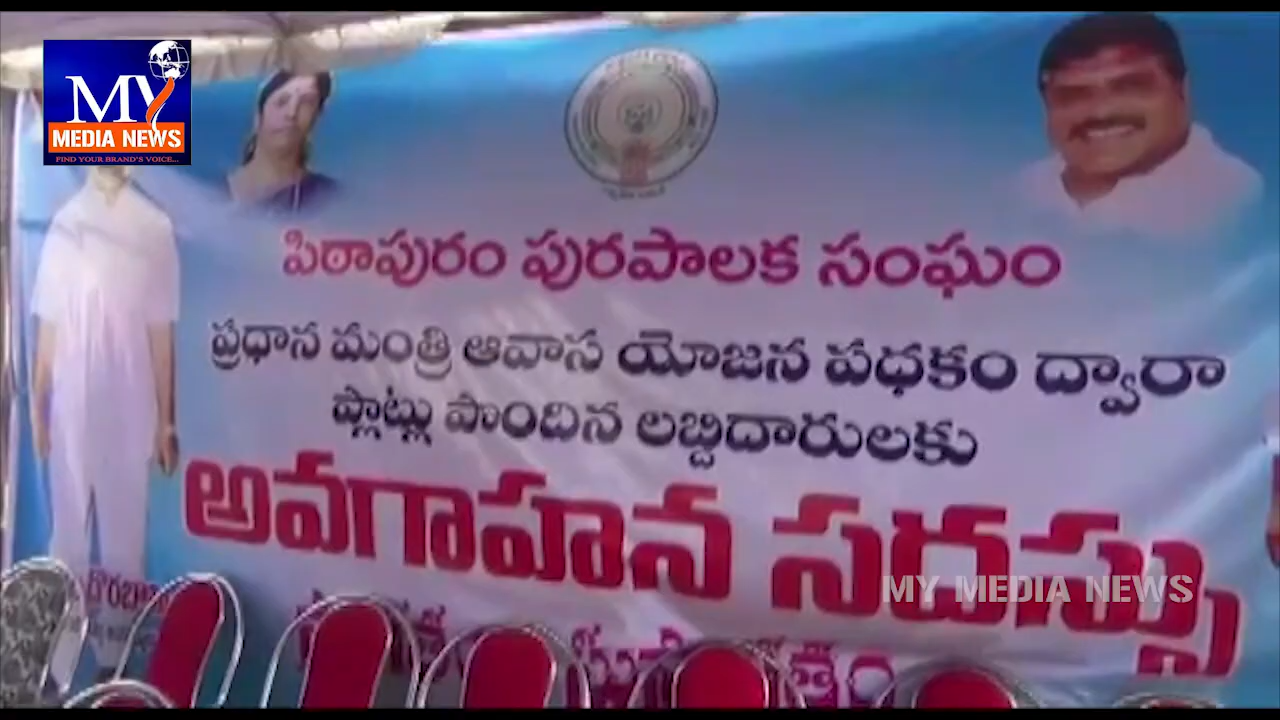 MY
MEDIA NEWS
FIND YOUR BRAND'S VOICE...
పిఠాపురం పురపాలక సంఘం
ప్రధాన మంత్రి ఆవాస యోజన పధకం ద్వారా
ప్లాట్లు పొందిన లబ్దిదారులకు
అవగాహన సదస్సు
MY MEDIA NEWS